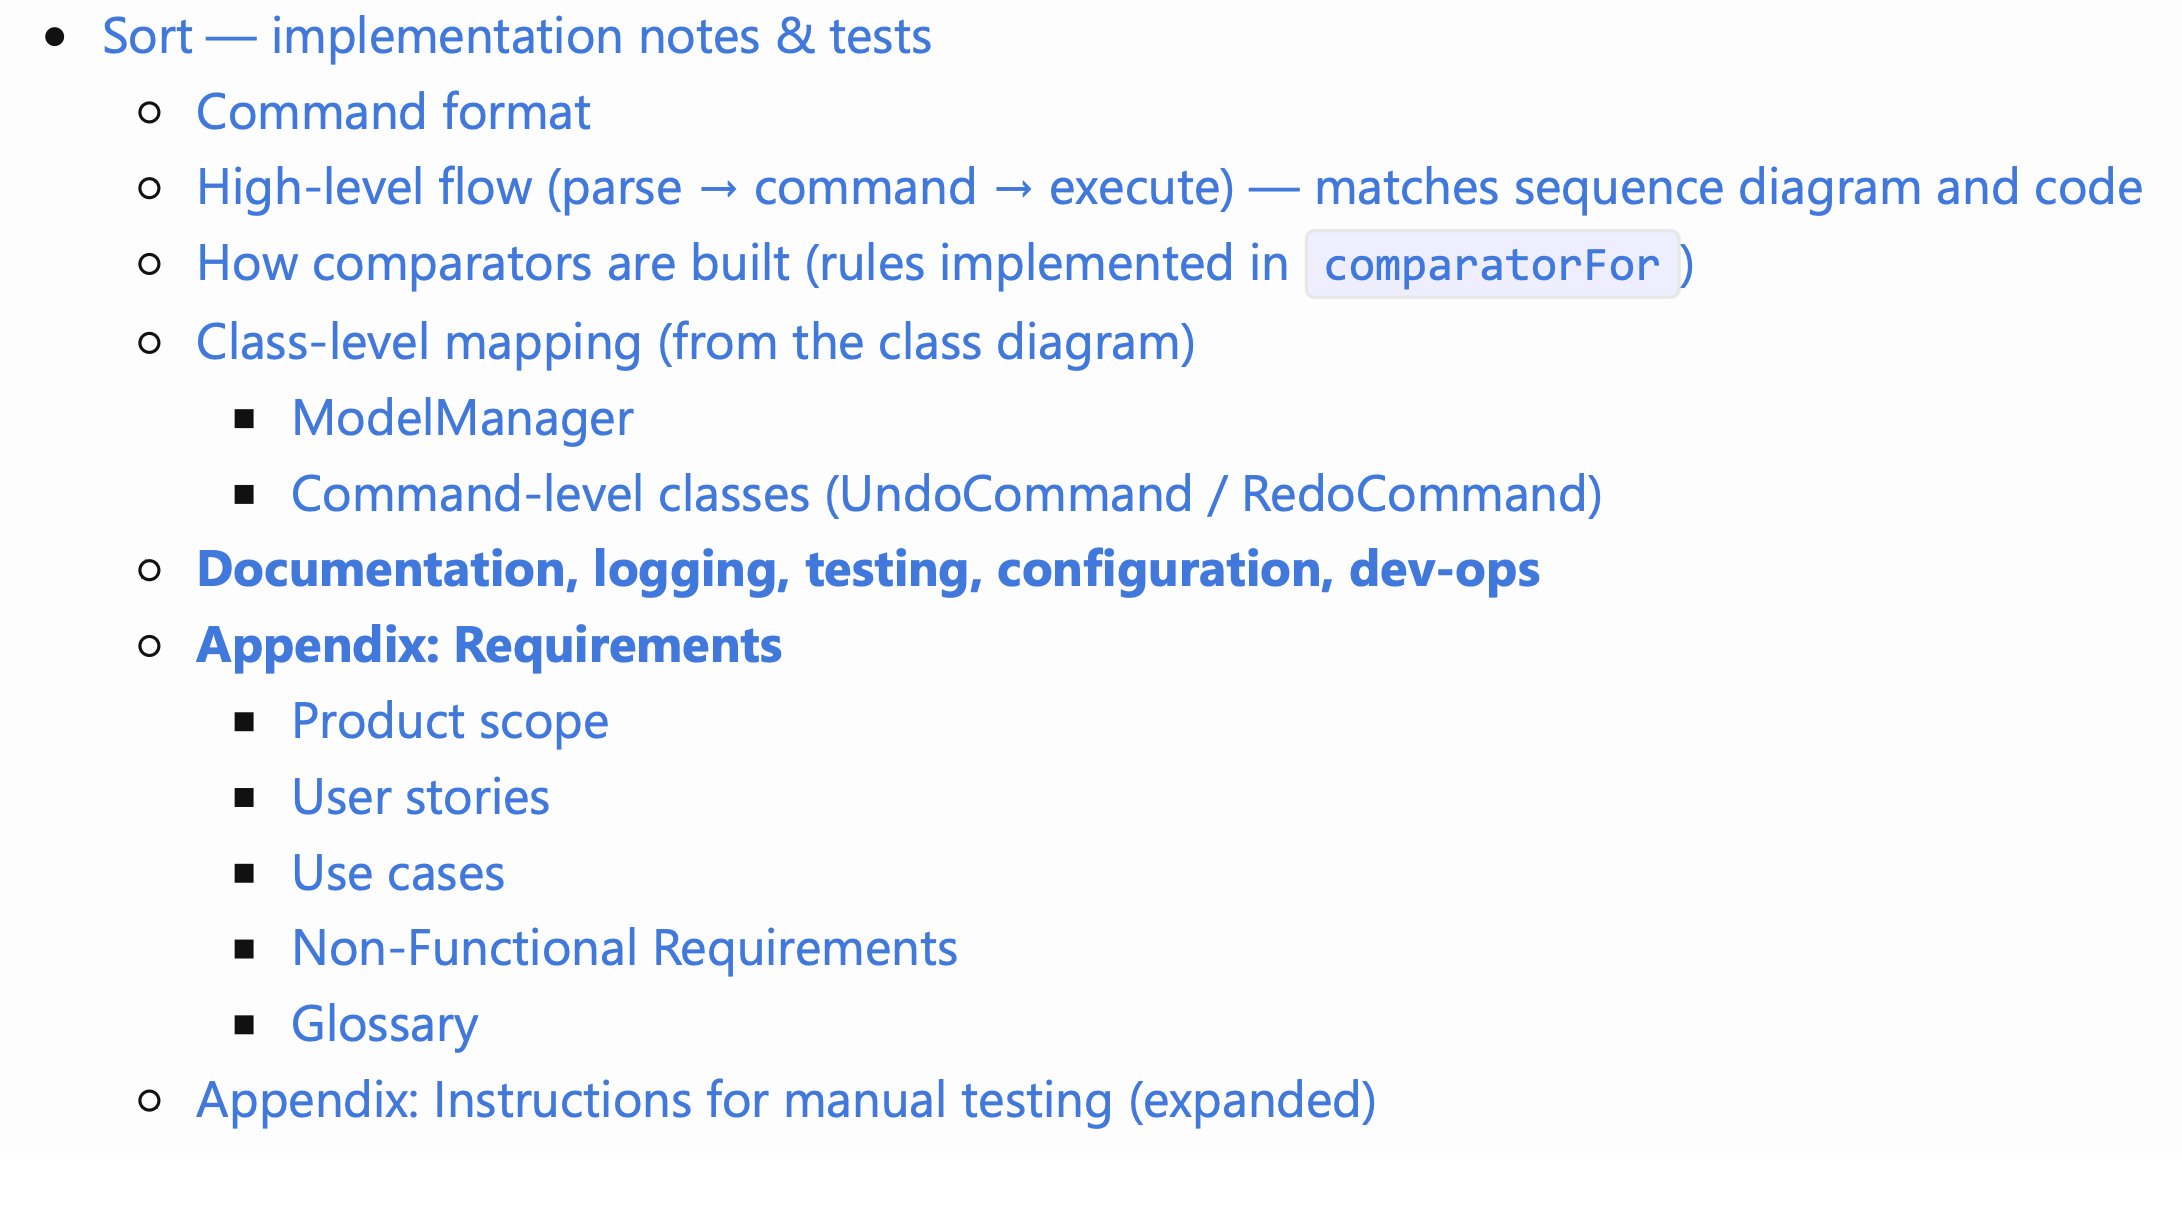 Sort — implementation notes & tests
Command format
High-level flow (parse → command → execute) — matches sequence diagram and code
How comparators are built (rules implemented in comparatorFor)
Class-level mapping (from the class diagram)
ModelManager
Command-level classes (UndoCommand / RedoCommand)
Documentation, logging, testing, configuration, dev-ops
Appendix: Requirements
Product scope
User stories
Use cases
Non-Functional Requirements
Glossary
Appendix: Instructions for manual testing (expanded)